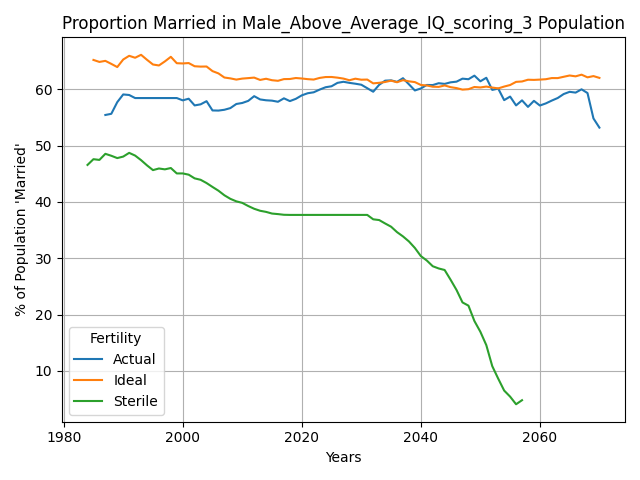 Proportion Married in Male_Above_Average_IQ_scoring_3 Population
% of Population 'Married'
60
50
40
30
20
10
Fertility
Actual
Ideal
Sterile
1980
2000
2020
2040
2060
Years